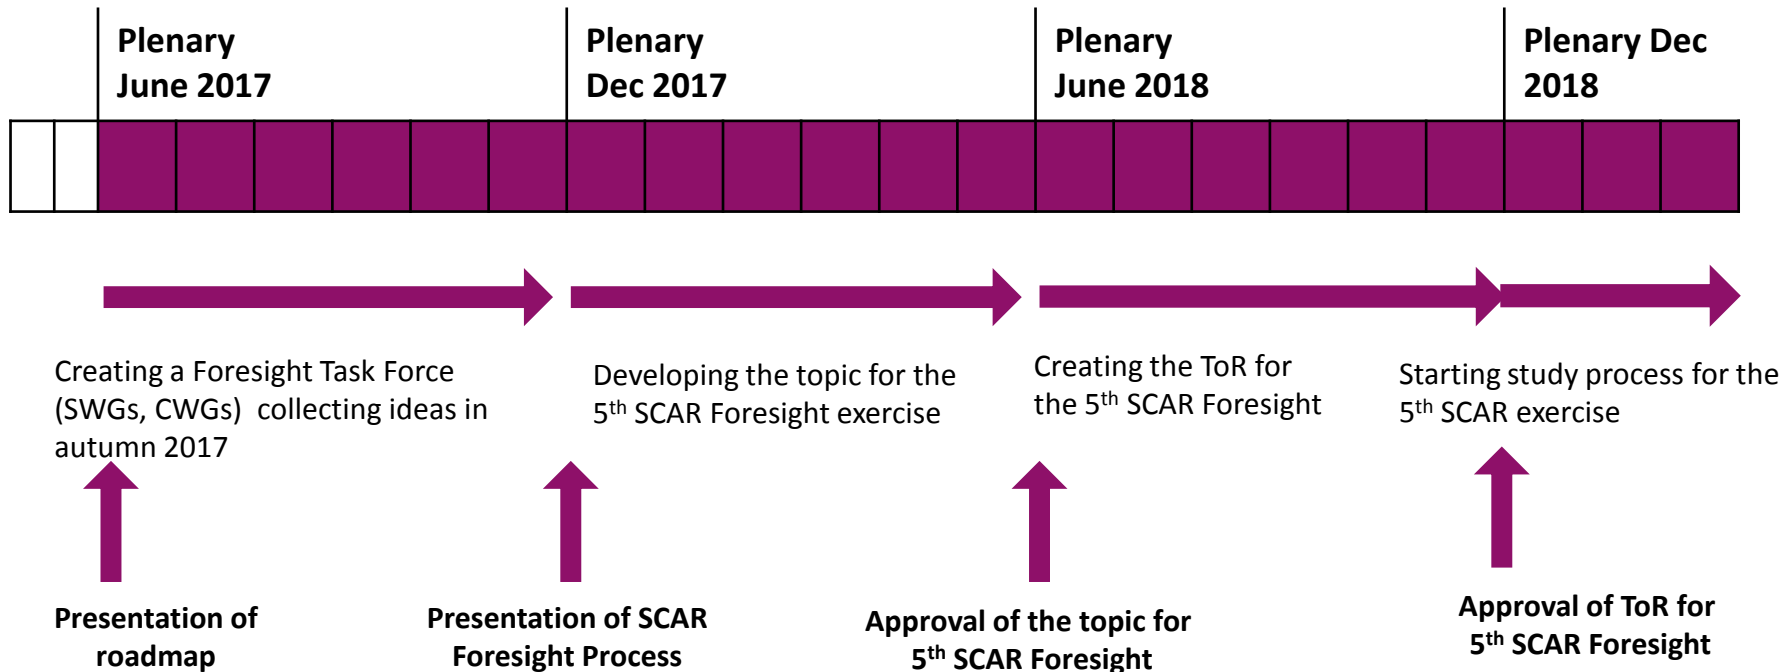 Plenary
June 2017
Plenary
Dec 2017
Plenary
June 2018
Plenary Dec
2018
Creating a Foresight Task Force
(SWGs, CWGs)  collecting ideas in
autumn 2017
Developing the topic for the
5th SCAR Foresight exercise
Creating the ToR for
the 5th SCAR Foresight
Starting study process for the
5th SCAR exercise
Presentation of
roadmap
Presentation of SCAR
Foresight Process
Approval of the topic for
5th SCAR Foresight
Approval of ToR for
5th SCAR Foresight